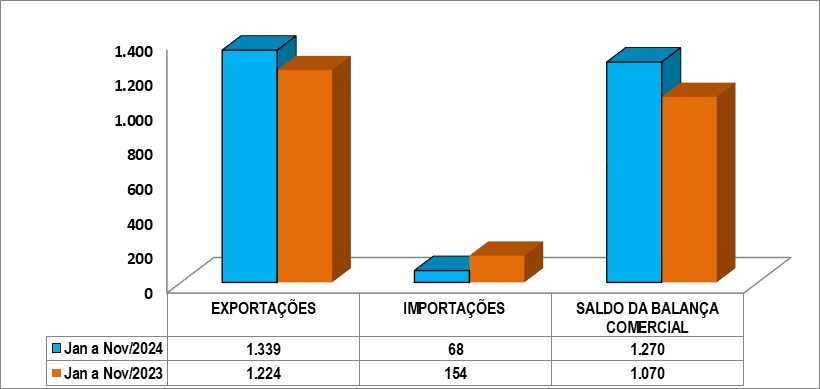 1.400
1.200
1.000
800
600
400
200
0
EXPORTAÇÕES IMPORTAÇÕES SALDO DA BALANÇA
COMERCIAL
Jan a Nov/2024 1.339 68 1.270
Jan a Nov/2023 1.224 154 1.070